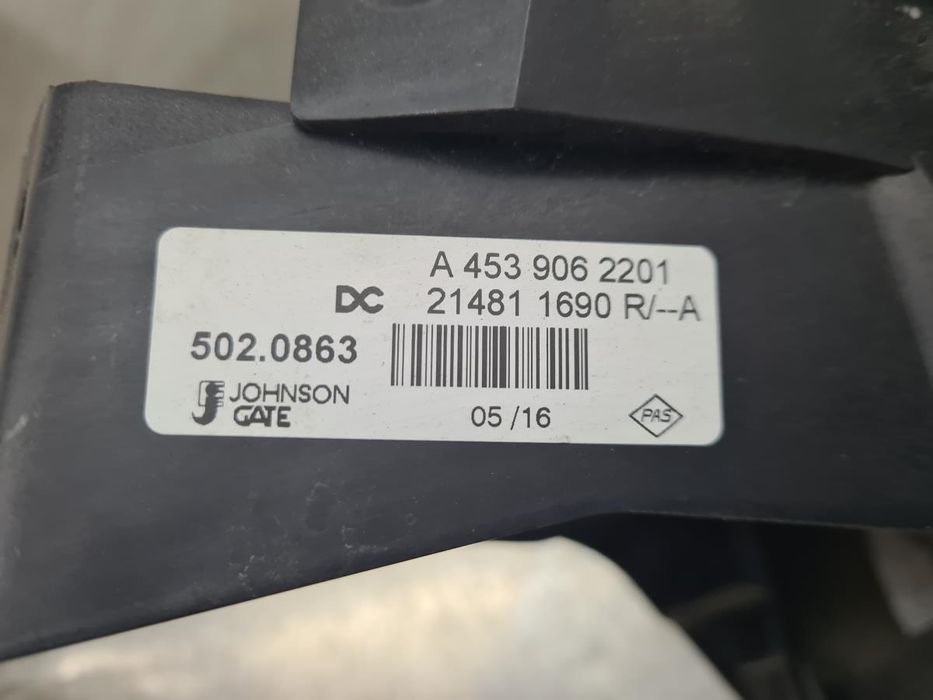 A 453 906 2201
DC 21481 1690 R/--A
502.0863
JOHNSON
GATE
05 /16
PAS